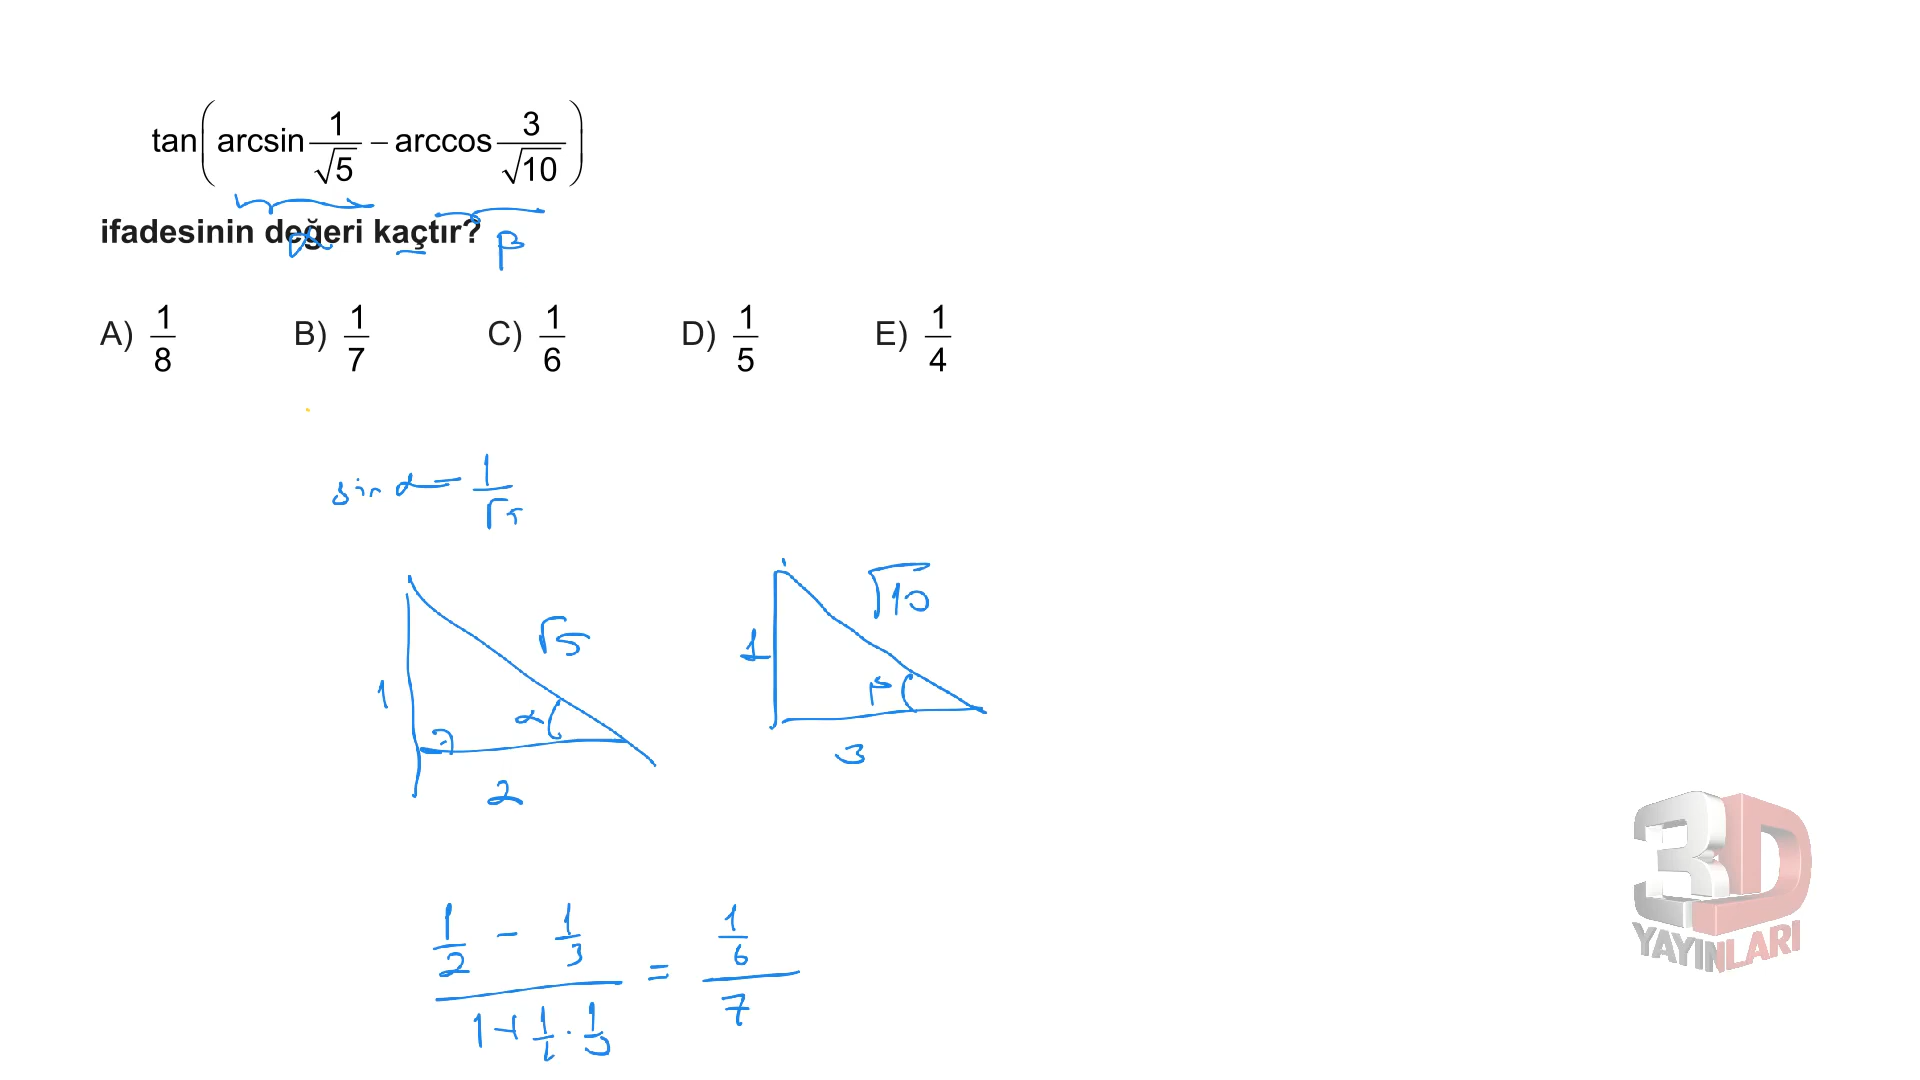 tan(arcsin 1/√5 − arccos 3/√10)
ifadesinin değeri kaçtır?
α β
A) 1/8 B) 1/7 C) 1/6 D) 1/5 E) 1/4
sin α = 1/√5
1 √5 α 2
1 √10 β 3
1/2 − 1/3 = 1/6
1 + 1/2 · 1/3 7
3D
YAYINLARI